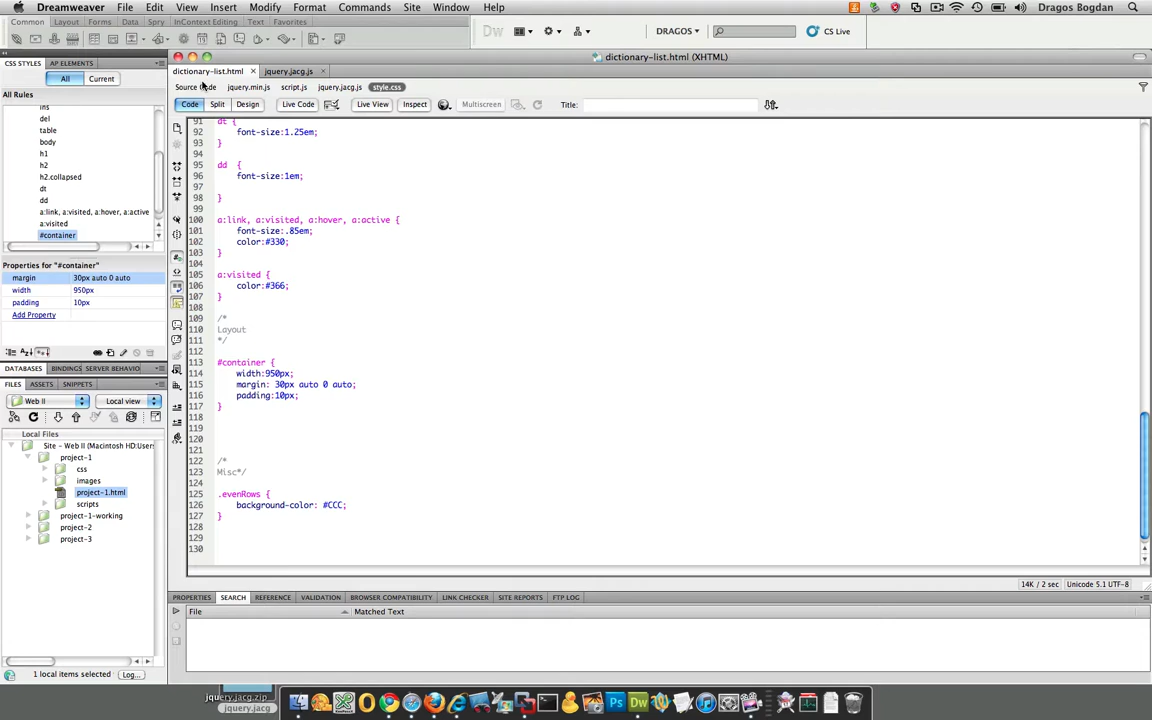 Dreamweaver File Edit View Insert Modify Format Commands Site Window Help Dragos Bogdan
Common Layout Forms Data Spry InContext Editing Text Favorites
Dw DRAGOS CS Live
dictionary-list.html (XHTML)
CSS STYLES AP ELEMENTS
dictionary-list.html jquery.jacg.js
All Current
Source Code jquery.min.js script.js jquery.jacg.js style.css
All Rules
Code Split Design Live Code Live View Inspect Multiscreen Title:
ins
del
table
body
h1
h2
h2.collapsed
dt
dd
a:link, a:visited, a:hover, a:active
a:visited
#container
Properties for "#container"
margin 30px auto 0 auto
width 950px
padding 10px
Add Property
DATABASES BINDINGS SERVER BEHAVIO
FILES ASSETS SNIPPETS
Web II Local view
Local Files
Site - Web II (Macintosh HD:Users
project-1
css
images
project-1.html
scripts
project-1-working
project-2
project-3
1 local items selected Log...
91 dt {
92 font-size:1.25em;
93 }
94
95 dd {
96 font-size:1em;
97
98 }
99
100 a:link, a:visited, a:hover, a:active {
101 font-size:.85em;
102 color:#330;
103 }
104
105 a:visited {
106 color:#366;
107 }
108
109 /*
110 Layout
111 */
112
113 #container {
114 width:950px;
115 margin: 30px auto 0 auto;
116 padding:10px;
117 }
118
119
120
121
122 /*
123 Misc*/
124
125 .evenRows {
126 background-color: #CCC;
127 }
128
129
130
14K / 2 sec Unicode 5.1 UTF-8
PROPERTIES SEARCH REFERENCE VALIDATION BROWSER COMPATIBILITY LINK CHECKER SITE REPORTS FTP LOG
File Matched Text
jquery.jacg.zip
jquery.jacg
Ps Dw